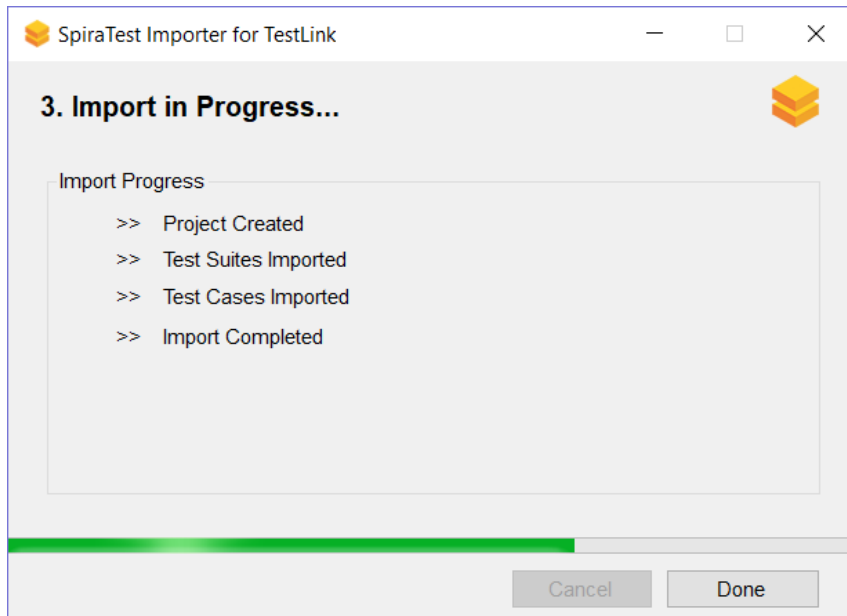 SpiraTest Importer for TestLink
3. Import in Progress...
Import Progress
>> Project Created
>> Test Suites Imported
>> Test Cases Imported
>> Import Completed
Cancel Done